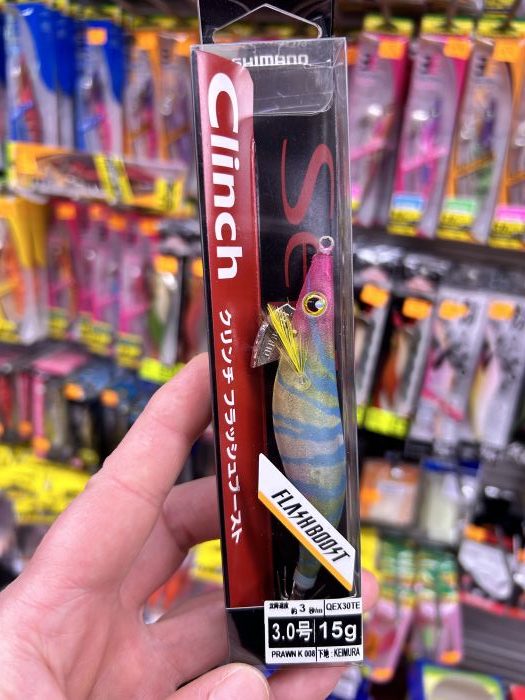 SHIMANO
Clinch
Se
クリンチ フラッシュブースト
FLASHBOOST
沈降速度 約3秒/m QEX30TE
3.0号 15g
PRAWN K 008 下地:KEIMURA